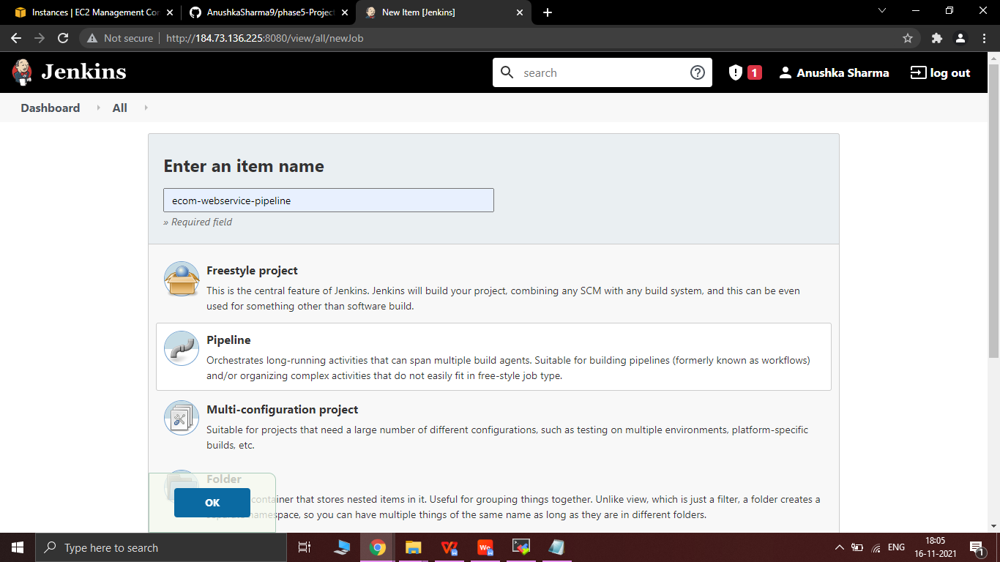 Instances | EC2 Management Con
AnushkaSharma9/phase5-Project
New Item [Jenkins]
Not secure
http://184.73.136.225:8080/view/all/newJob
Jenkins
search
1
Anushka Sharma
log out
Dashboard
All
Enter an item name
ecom-webservice-pipeline
» Required field
Freestyle project
This is the central feature of Jenkins. Jenkins will build your project, combining any SCM with any build system, and this can be even
used for something other than software build.
Pipeline
Orchestrates long-running activities that can span multiple build agents. Suitable for building pipelines (formerly known as workflows)
and/or organizing complex activities that do not easily fit in free-style job type.
Multi-configuration project
Suitable for projects that need a large number of different configurations, such as testing on multiple environments, platform-specific
builds, etc.
Folder
container that stores nested items in it. Useful for grouping things together. Unlike view, which is just a filter, a folder creates a
namespace, so you can have multiple things of the same name as long as they are in different folders.
OK
Type here to search
ENG
18:05
16-11-2021
1